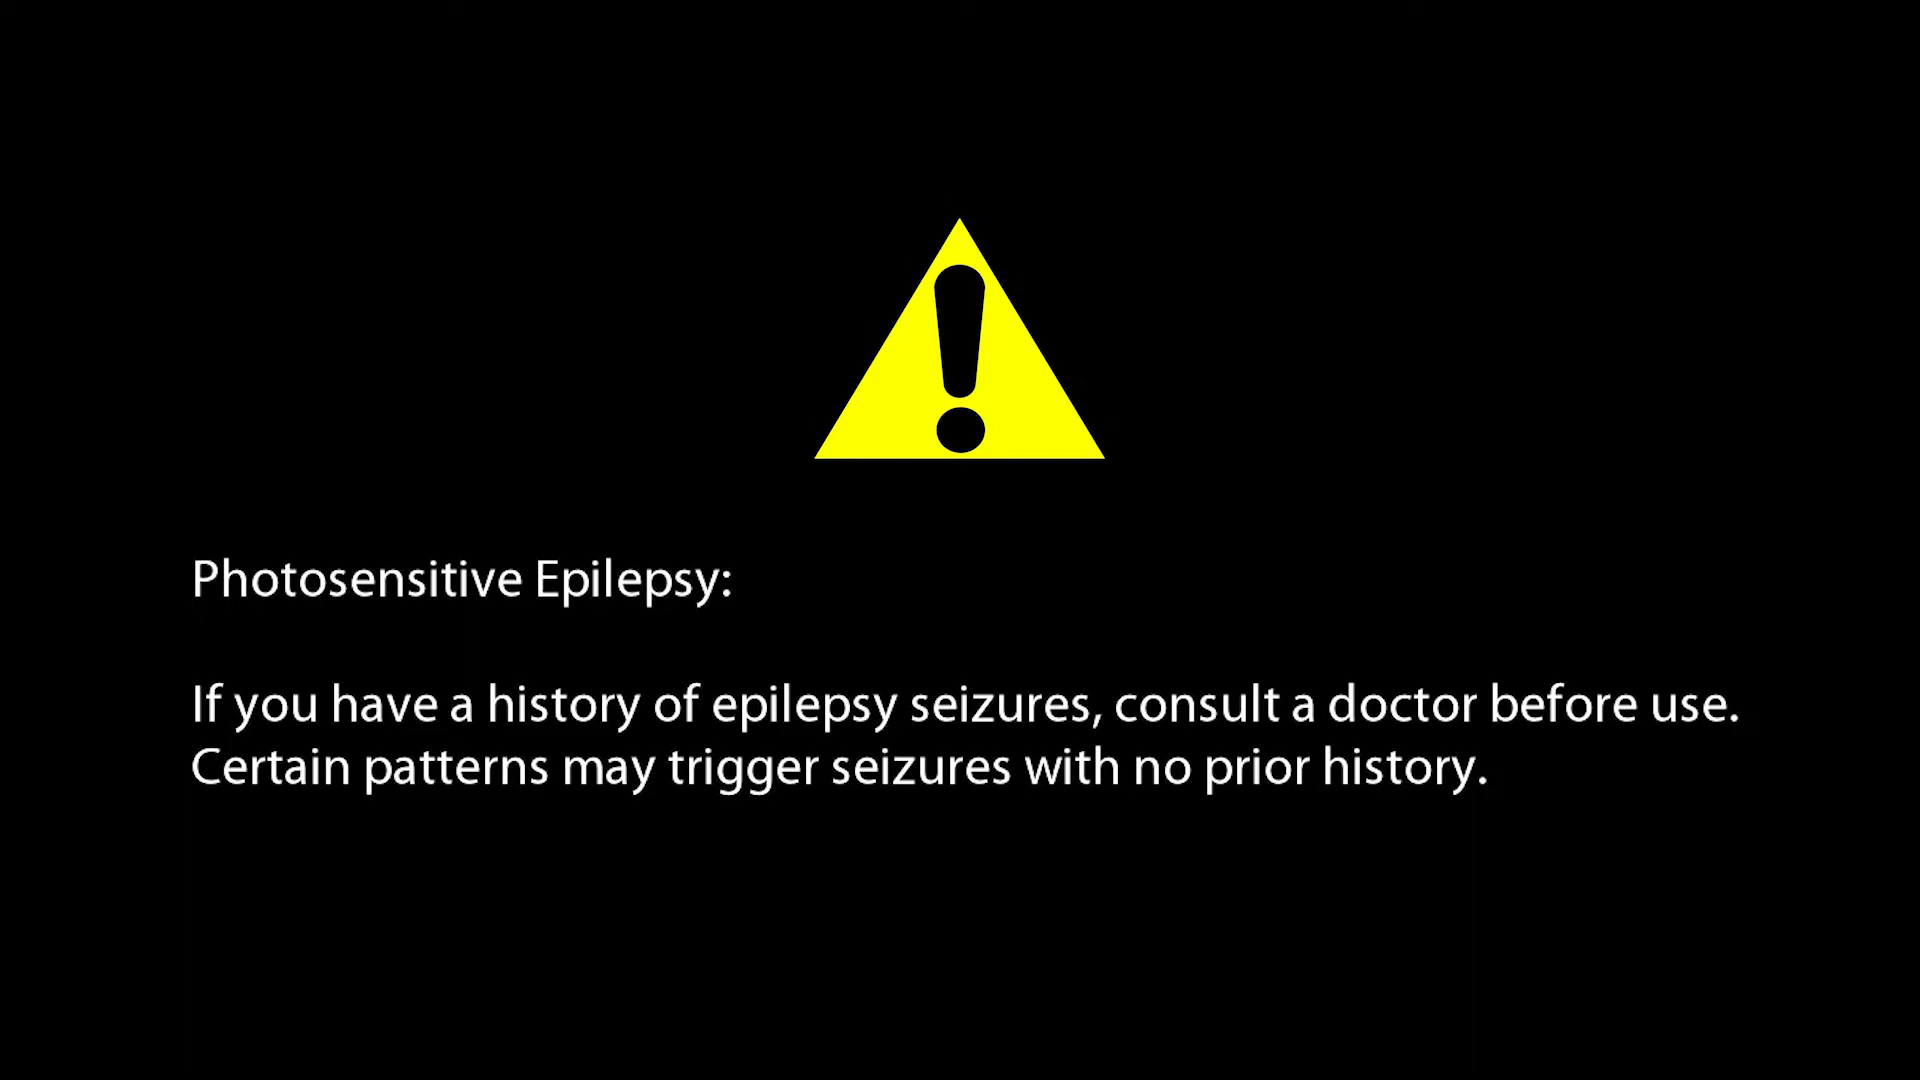 Photosensitive Epilepsy:
If you have a history of epilepsy seizures, consult a doctor before use.
Certain patterns may trigger seizures with no prior history.